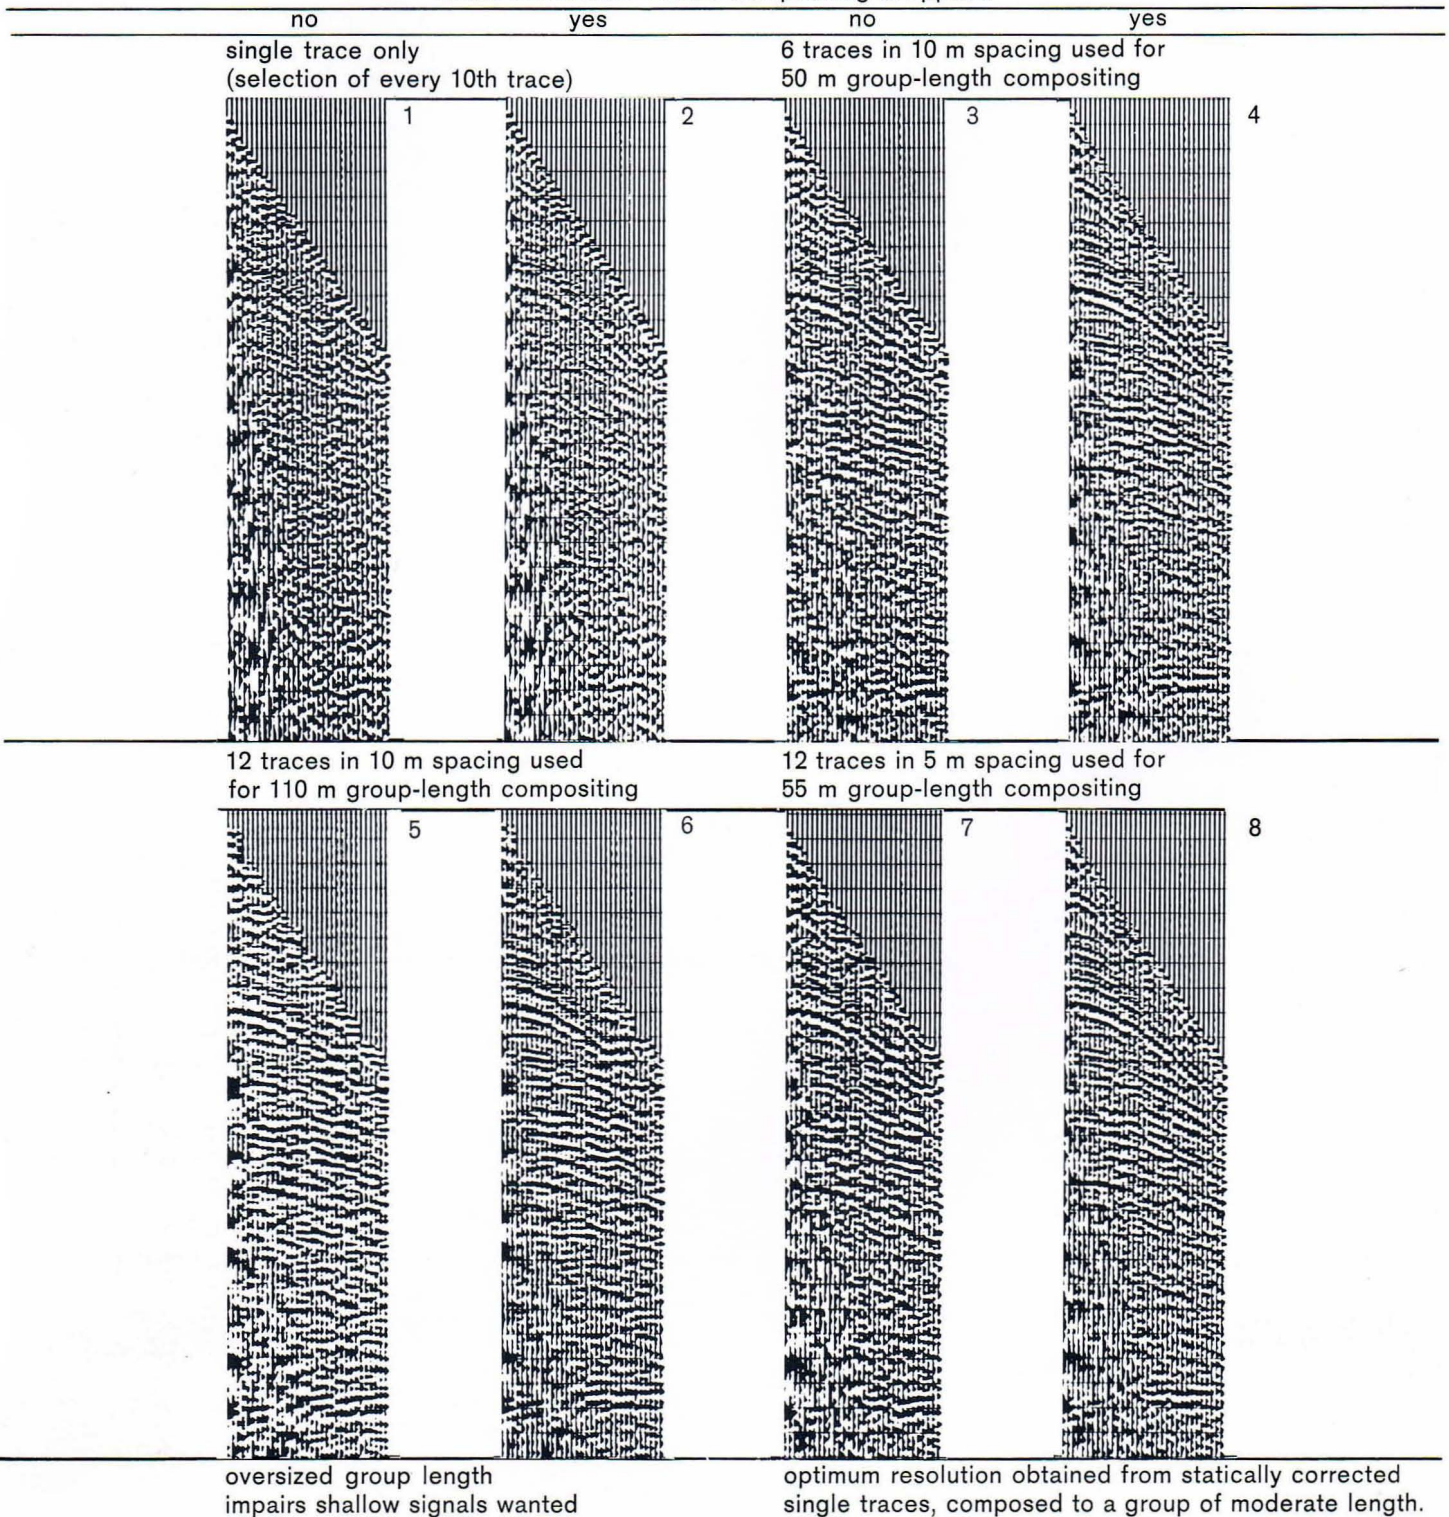 no yes no yes
single trace only
(selection of every 10th trace)
6 traces in 10 m spacing used for
50 m group-length compositing
1 2 3 4
12 traces in 10 m spacing used
for 110 m group-length compositing
12 traces in 5 m spacing used for
55 m group-length compositing
5 6 7 8
oversized group length
impairs shallow signals wanted
optimum resolution obtained from statically corrected
single traces, composed to a group of moderate length.